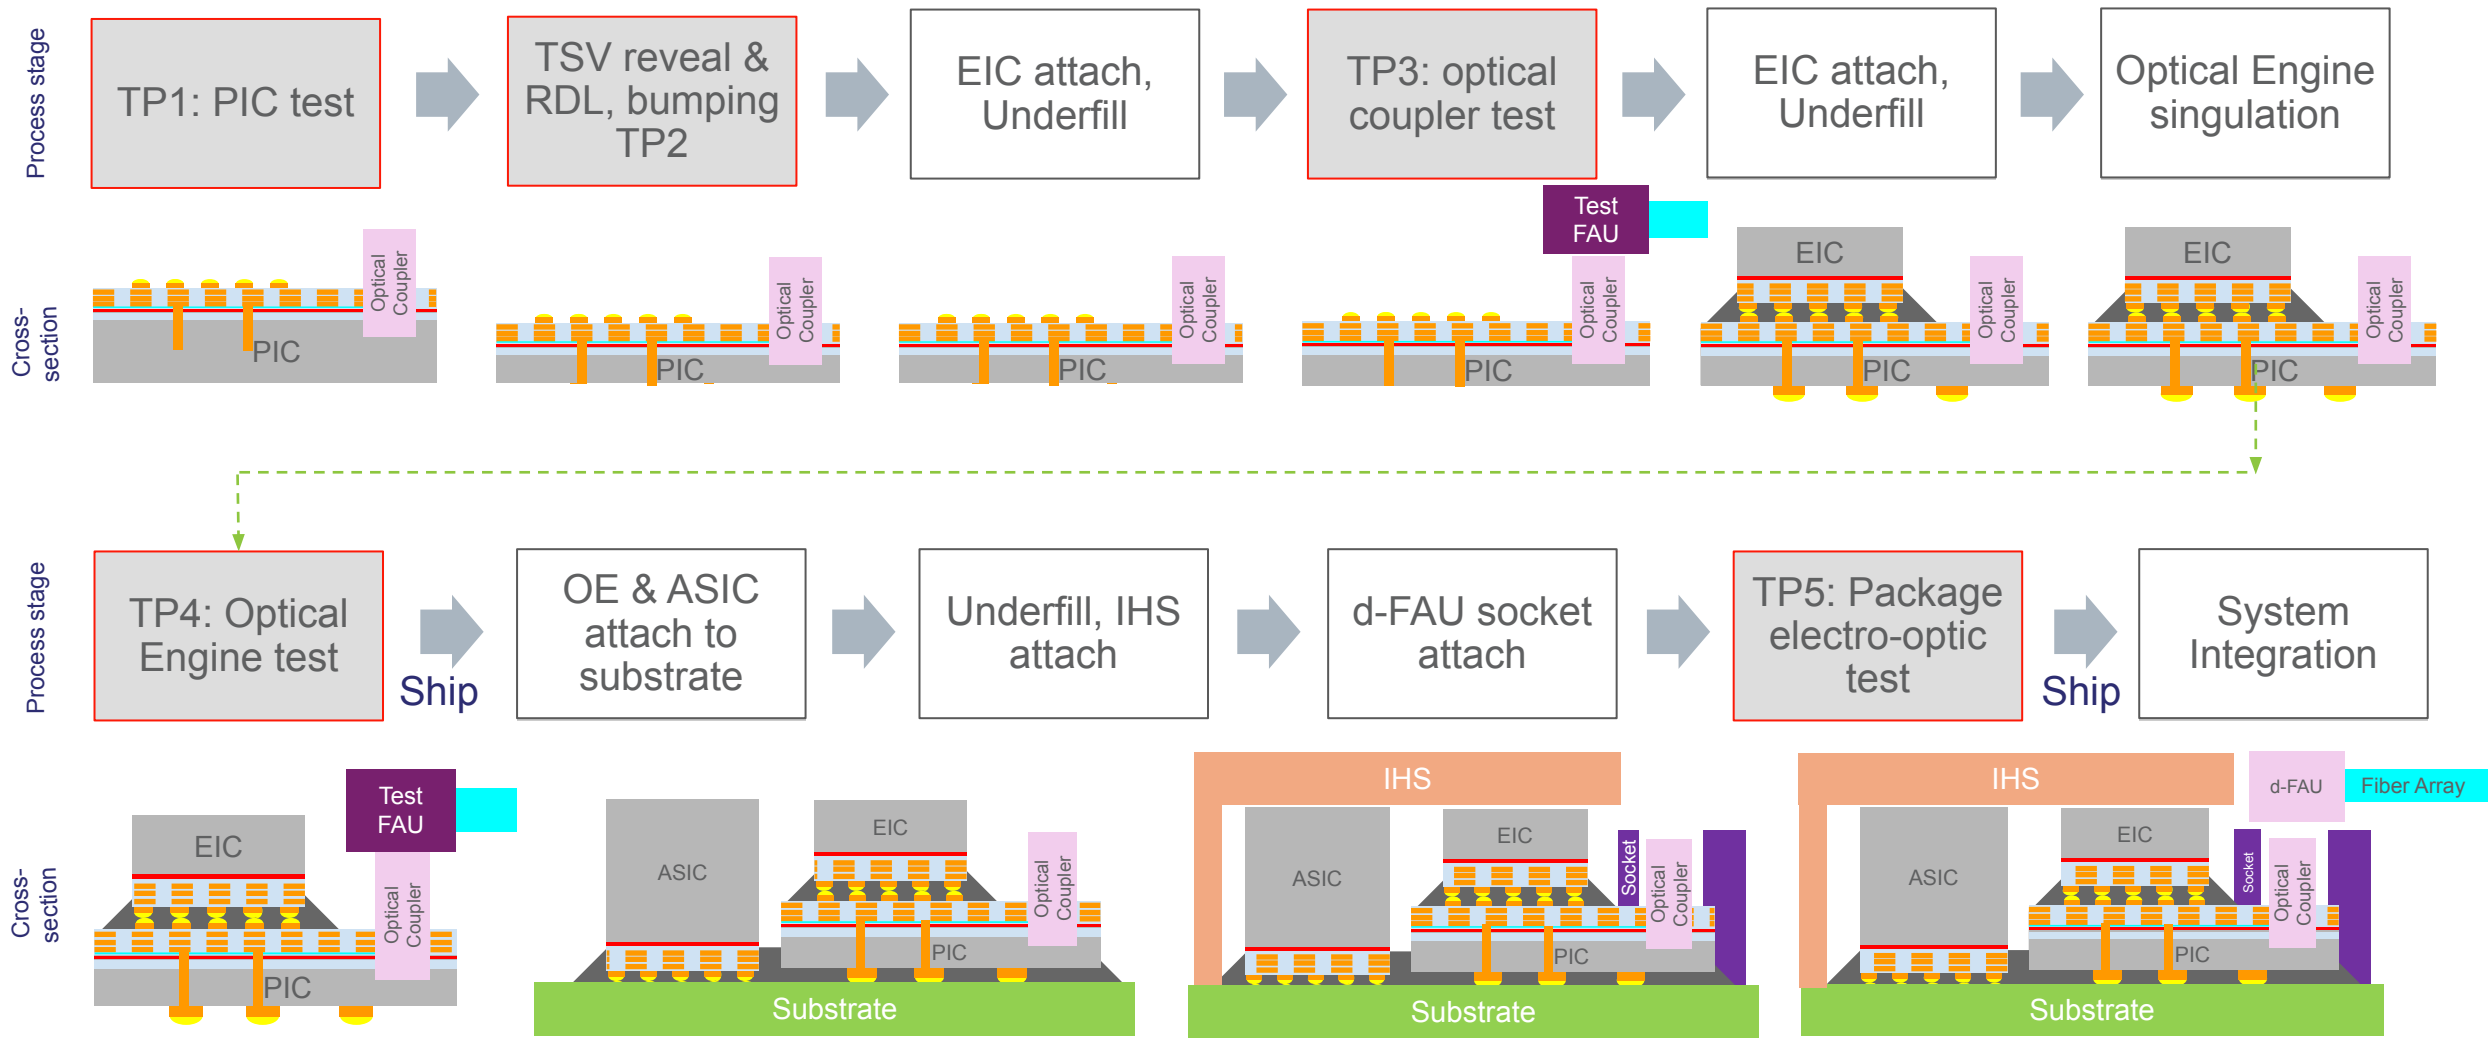 Process stage
TP1: PIC test
TSV reveal &
RDL, bumping
TP2
EIC attach,
Underfill
TP3: optical
coupler test
EIC attach,
Underfill
Optical Engine
singulation
Cross-
section
Optical
Coupler
PIC
Optical
Coupler
PIC
Optical
Coupler
PIC
Test
FAU
Optical
Coupler
PIC
EIC
Optical
Coupler
PIC
EIC
Optical
Coupler
PIC
Process stage
TP4: Optical
Engine test
Ship
OE & ASIC
attach to
substrate
Underfill, IHS
attach
d-FAU socket
attach
TP5: Package
electro-optic
test
Ship
System
Integration
Cross-
section
Test
FAU
EIC
Optical
Coupler
PIC
ASIC
EIC
Optical
Coupler
PIC
Substrate
IHS
ASIC
EIC
Socket
Optical
Coupler
PIC
Substrate
IHS
d-FAU
Fiber Array
ASIC
EIC
Socket
Optical
Coupler
PIC
Substrate